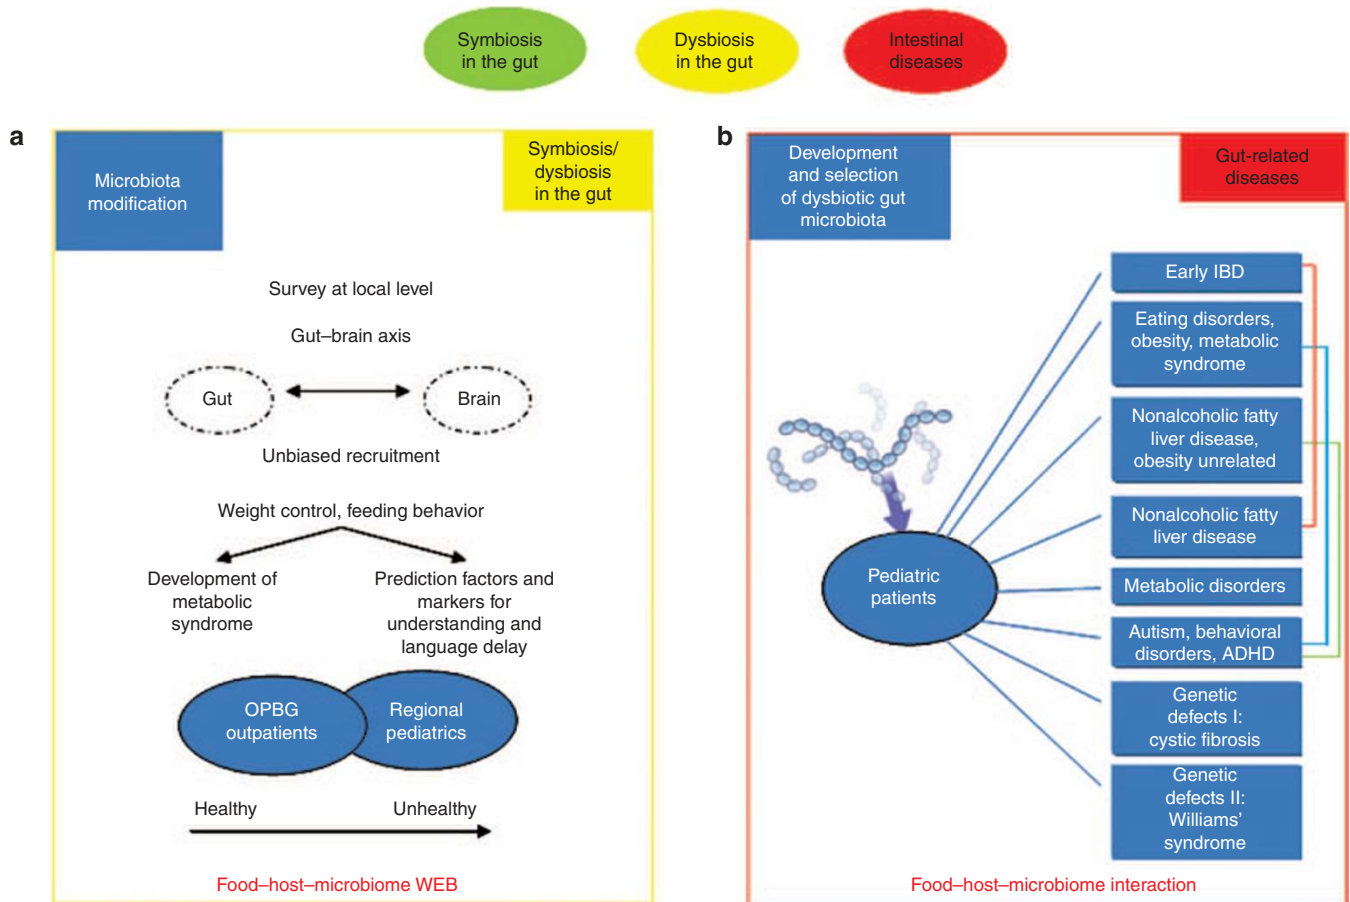 Symbiosis
in the gut
Dysbiosis
in the gut
Intestinal
diseases
a
Microbiota
modification
Symbiosis/
dysbiosis
in the gut
Survey at local level
Gut–brain axis
Gut
Brain
Unbiased recruitment
Weight control, feeding behavior
Development of
metabolic
syndrome
Prediction factors and
markers for
understanding and
language delay
OPBG
outpatients
Regional
pediatrics
Healthy
Unhealthy
Food–host–microbiome WEB
b
Development
and selection
of dysbiotic gut
microbiota
Gut-related
diseases
Pediatric
patients
Early IBD
Eating disorders,
obesity, metabolic
syndrome
Nonalcoholic fatty
liver disease,
obesity unrelated
Nonalcoholic fatty
liver disease
Metabolic disorders
Autism, behavioral
disorders, ADHD
Genetic
defects I:
cystic fibrosis
Genetic
defects II:
Williams'
syndrome
Food–host–microbiome interaction